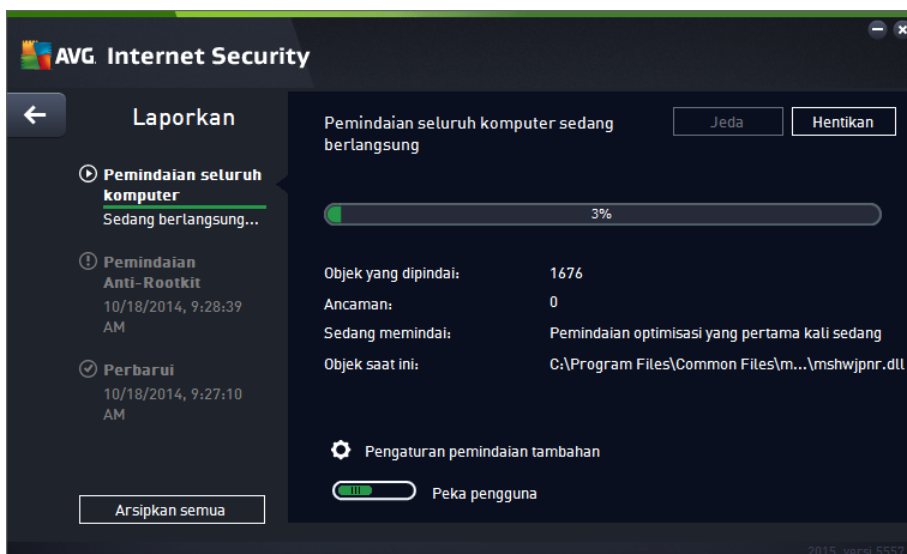 AVG. Internet Security
Laporkan
Pemindaian seluruh
komputer
Sedang berlangsung...
Pemindaian
Anti-Rootkit
10/18/2014, 9:28:39
AM
Perbarui
10/18/2014, 9:27:10
AM
Arsipkan semua
Pemindaian seluruh komputer sedang
berlangsung
Jeda
Hentikan
3%
Objek yang dipindai: 1676
Ancaman: 0
Sedang memindai: Pemindaian optimisasi yang pertama kali sedang
Objek saat ini: C:\Program Files\Common Files\m...\mshwjpnr.dll
Pengaturan pemindaian tambahan
Peka pengguna
2015, versi 5557